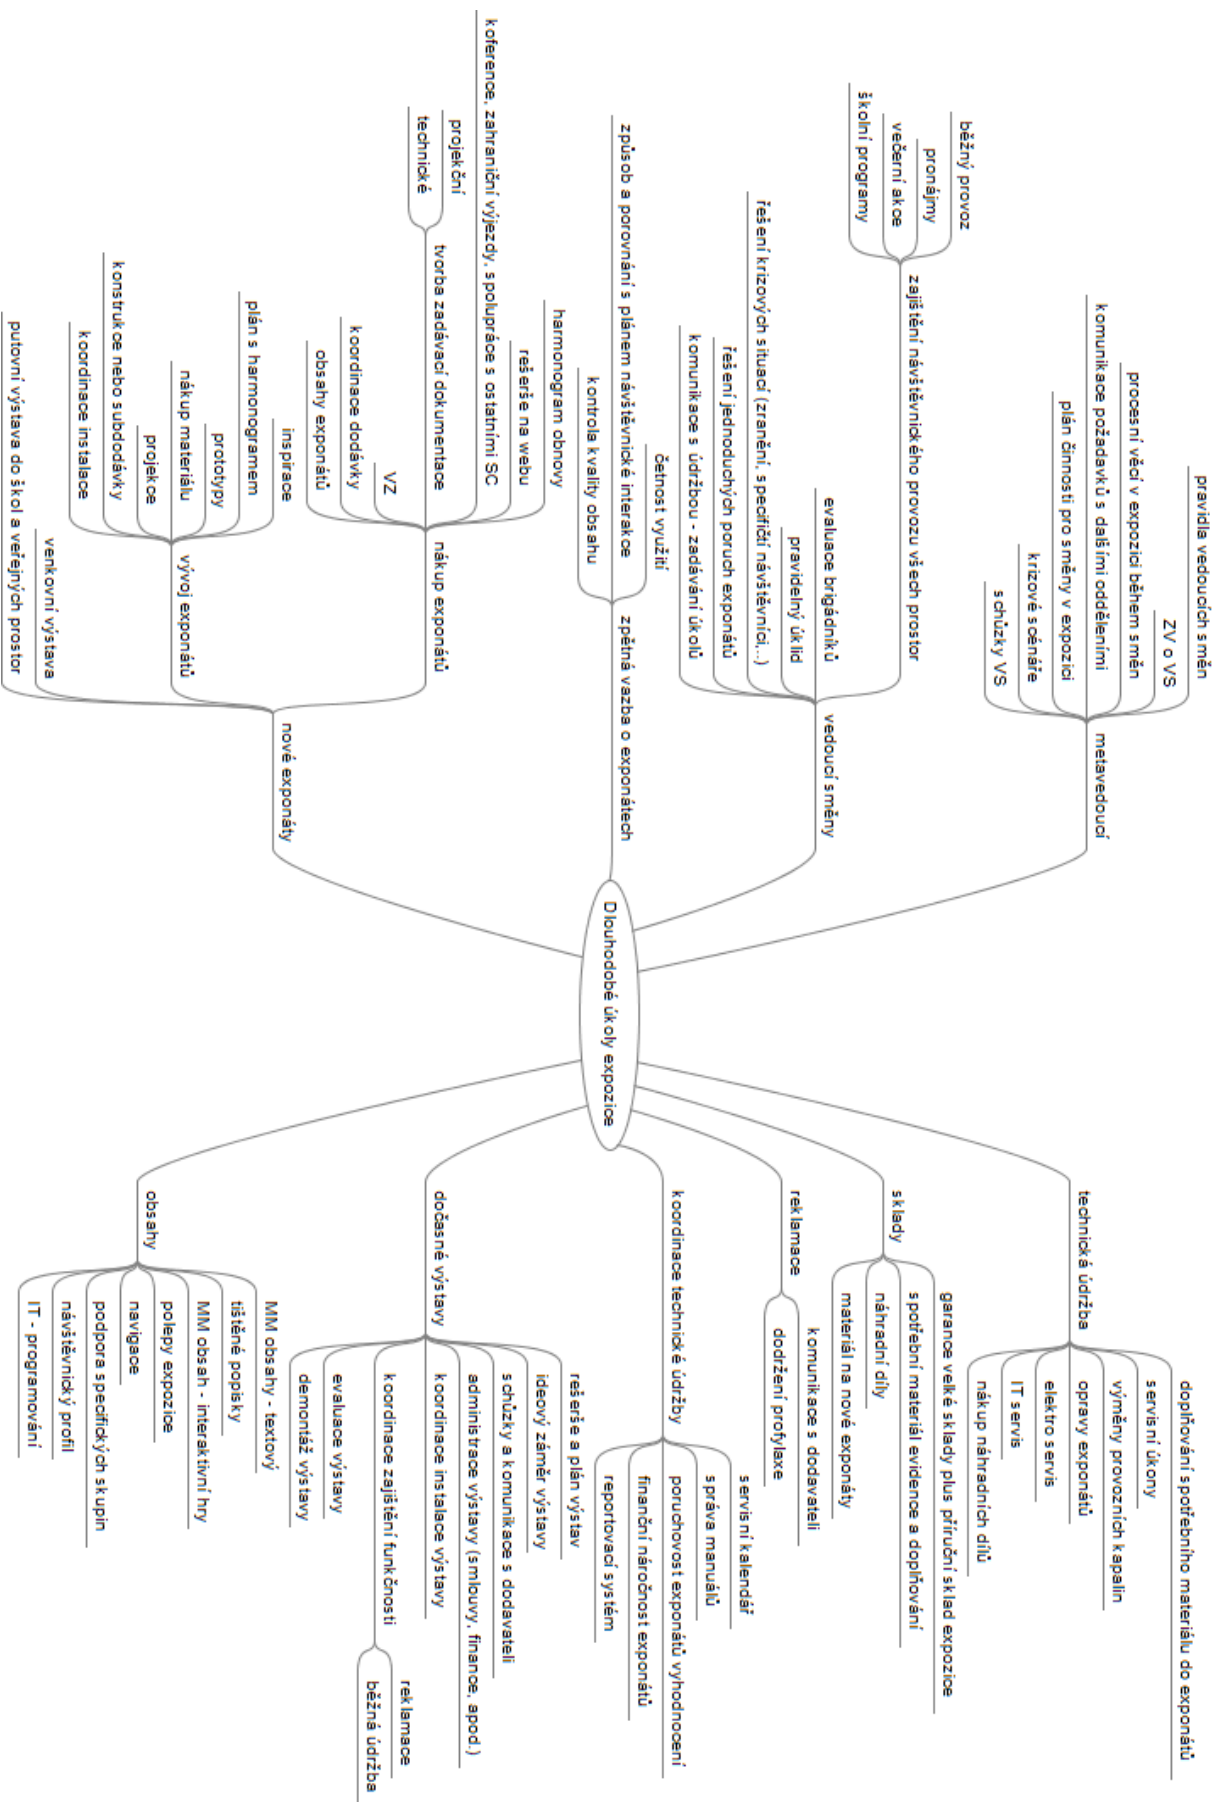 Dlouhodobé úkoly expozice
metavedoucí
pravidla vedoucích směn
ZV o VS
procesní věci v expozici během směn
komunikace požadavků s dalšími odděleními
plán činnosti pro směny v expozici
krizové scénáře
schůzky VS
vedoucí směny
zajištění návštěvnického provozu všech prostor
běžný provoz
pronájmy
večerní akce
školní programy
evaluace brigádníků
pravidelný úklid
řešení krizových situací (zranění, specifičtí návštěvníci,..)
řešení jednoduchých poruch exponátů
komunikace s údržbou - zadávání úkolů
zpětná vazba o exponátech
četnost využití
způsob a porovnání s plánem návštěvnické interakce
kontrola kvality obsahu
nové exponáty
nákup exponátů
harmonogram obnovy
rešerše na webu
koference, zahraniční výjezdy, spolupráce s ostatními SC
tvorba zadávací dokumentace
projekční
technické
VZ
koordinace dodávky
obsahy exponátů
vývoj exponátů
inspirace
plán s harmonogramem
prototypy
nákup materiálu
projekce
konstrukce nebo subdodávky
koordinace instalace
venkovní výstava
putovní výstava do škol a veřejných prostor
technická údržba
doplňování spotřebního materiálu do exponátů
servisní úkony
výměny provozních kapalin
opravy exponátů
elektro servis
IT servis
nákup náhradních dílů
sklady
garance velké sklady plus příruční sklad expozice
spotřební materiál evidence a doplňování
náhradní díly
materiál na nové exponáty
reklamace
komunikace s dodavateli
dodržení profylaxe
koordinace technické údržby
servisní kalendář
správa manuálů
poruchovost exponátů vyhodnocení
finanční náročnost exponátů
reportovací systém
dočasné výstavy
rešerše a plán výstav
ideový záměr výstavy
schůzky a komunikace s dodavateli
administrace výstavy (smlouvy, finance, apod.)
koordinace instalace výstavy
koordinace zajištění funkčnosti
reklamace
běžná údržba
evaluace výstavy
demontáž výstavy
obsahy
MM obsahy - textový
tištěné popisky
MM obsah - interaktivní hry
polepy expozice
navigace
podpora specifických skupin
návštěvnický profil
IT - programování